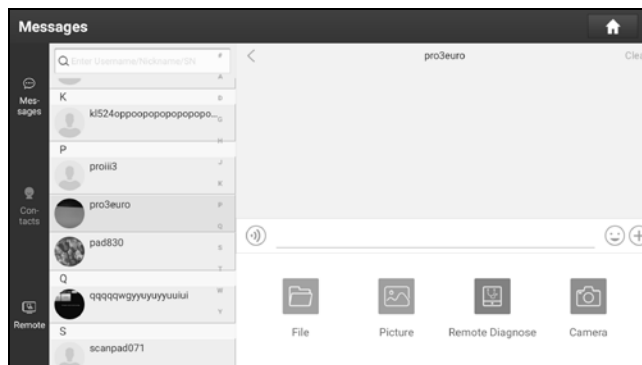 Messages
Enter Username/Nickname/SN
K
kl524oppoopopopopopopo...
P
proiii3
pro3euro
pad830
Q
qqqqqwgyyuyuyyuuiui
S
scanpad071
Mes-
sages
Con-
tacts
Remote
#
A
H
J
K
P
Q
S
T
W
Y
pro3euro
Clea
File
Picture
Remote Diagnose
Camera